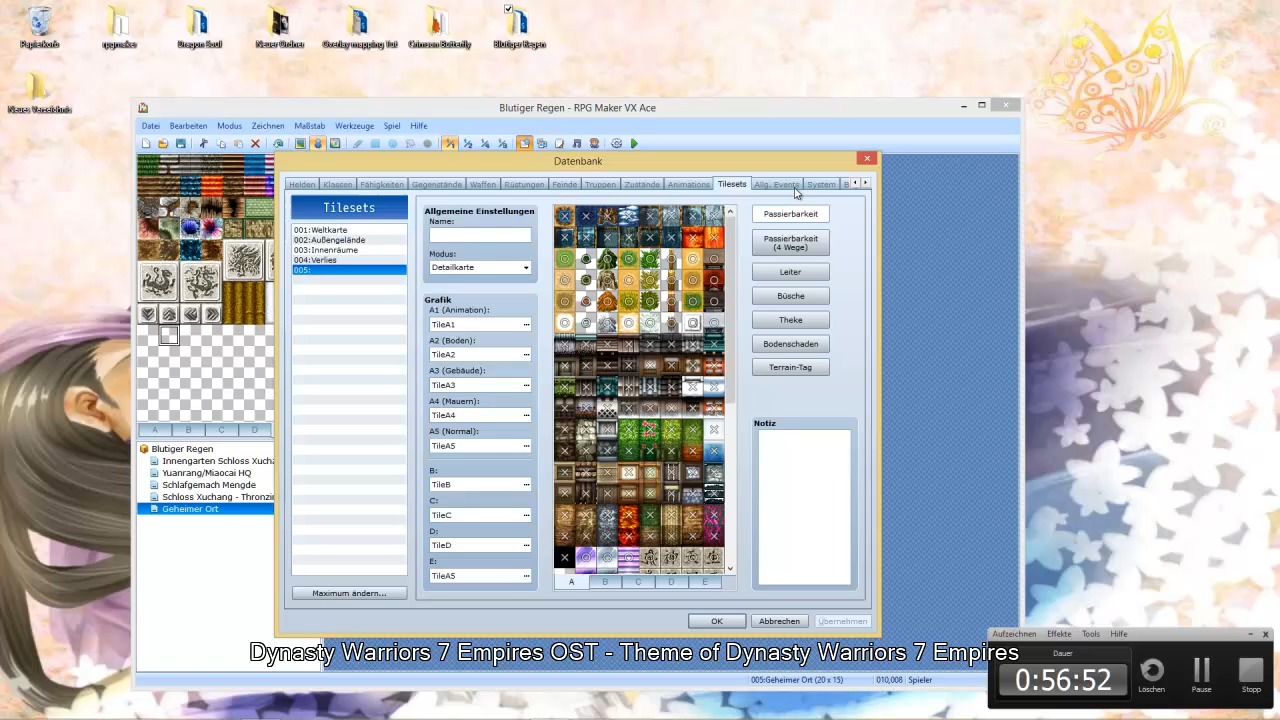 Papierkorb
rpgmaker
Dragon Soul
Neuer Ordner
Overlay mapping Tut
Crimson Butterfly
Blutiger Regen
Neues Verzeichnis
Blutiger Regen - RPG Maker VX Ace
Datei Bearbeiten Modus Zeichnen Maßstab Werkzeuge Spiel Hilfe
Datenbank
Helden Klassen Fähigkeiten Gegenstände Waffen Rüstungen Feinde Truppen Zustände Animations Tilesets Allg. Events System B
Tilesets
001:Weltkarte
002:Außengelände
003:Innenräume
004:Verlies
005:
Maximum ändern...
Allgemeine Einstellungen
Name:
Modus:
Detailkarte
Grafik
A1 (Animation):
TileA1
A2 (Boden):
TileA2
A3 (Gebäude):
TileA3
A4 (Mauern):
TileA4
A5 (Normal):
TileA5
B:
TileB
C:
TileC
D:
TileD
E:
TileA5
A B C D E
Passierbarkeit
Passierbarkeit
(4 Wege)
Leiter
Büsche
Theke
Bodenschaden
Terrain-Tag
Notiz
OK Abbrechen Übernehmen
A B C D
Blutiger Regen
Innengarten Schloss Xucha
Yuanrang/Miaocai HQ
Schlafgemach Mengde
Schloss Xuchang - Thronzin
Geheimer Ort
Dynasty Warriors 7 Empires OST - Theme of Dynasty Warriors 7 Empires
005:Geheimer Ort (20 x 15) 010,008 Spieler
Aufzeichnen Effekte Tools Hilfe
Dauer
0:56:52
Löschen Pause Stopp